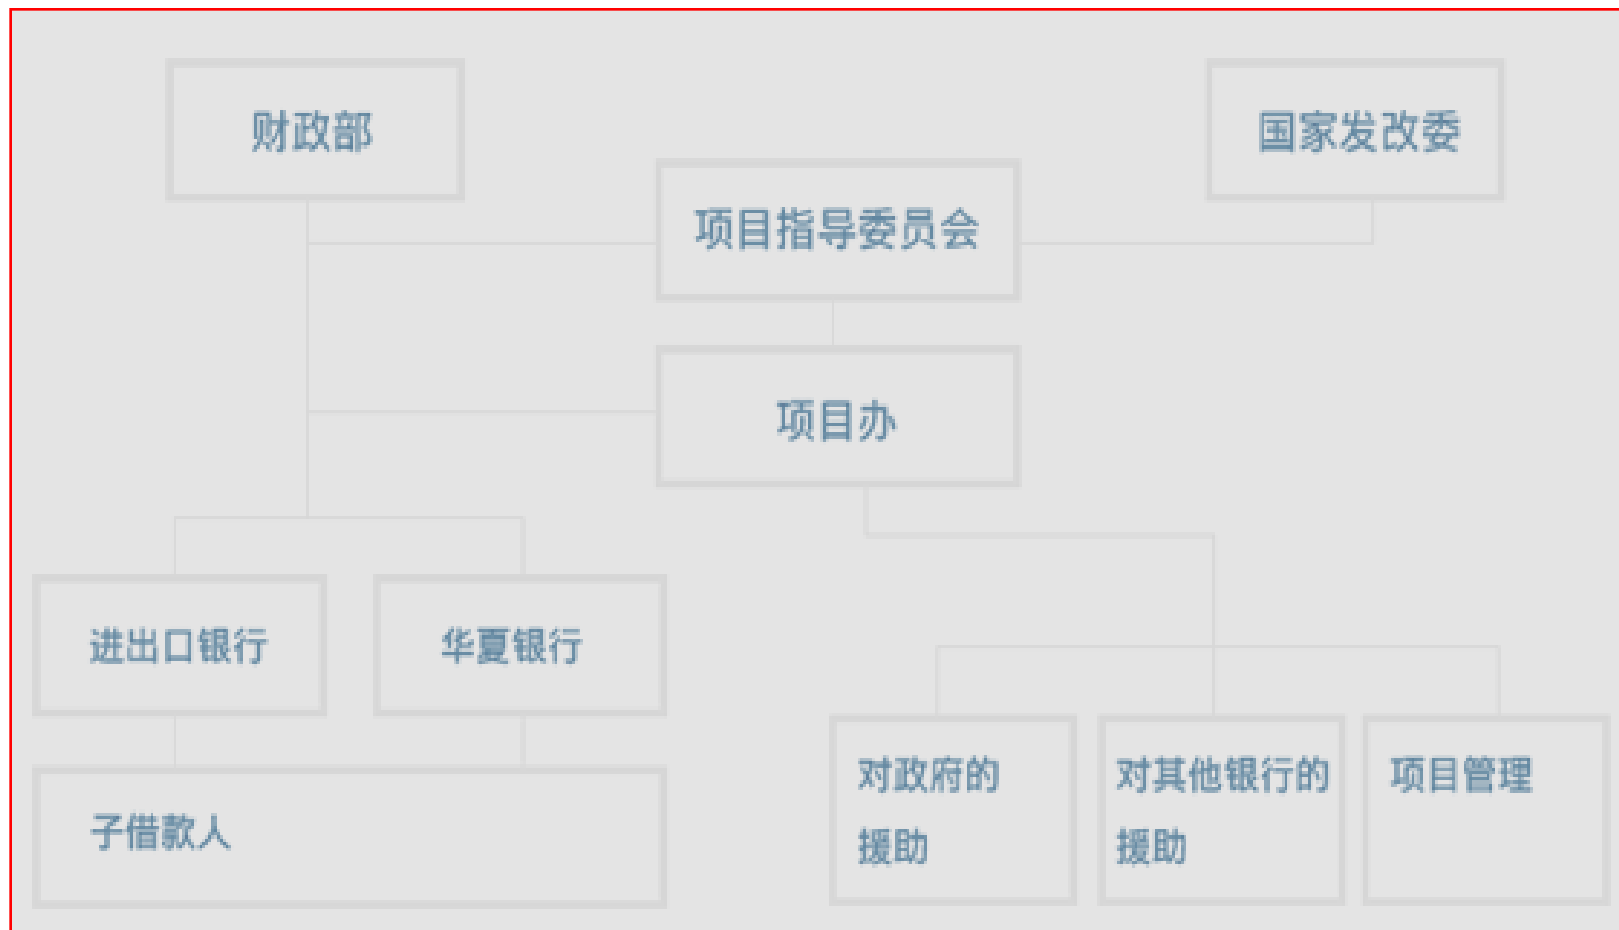 财政部
国家发改委
项目指导委员会
项目办
进出口银行
华夏银行
对政府的
援助
对其他银行的
援助
项目管理
子借款人